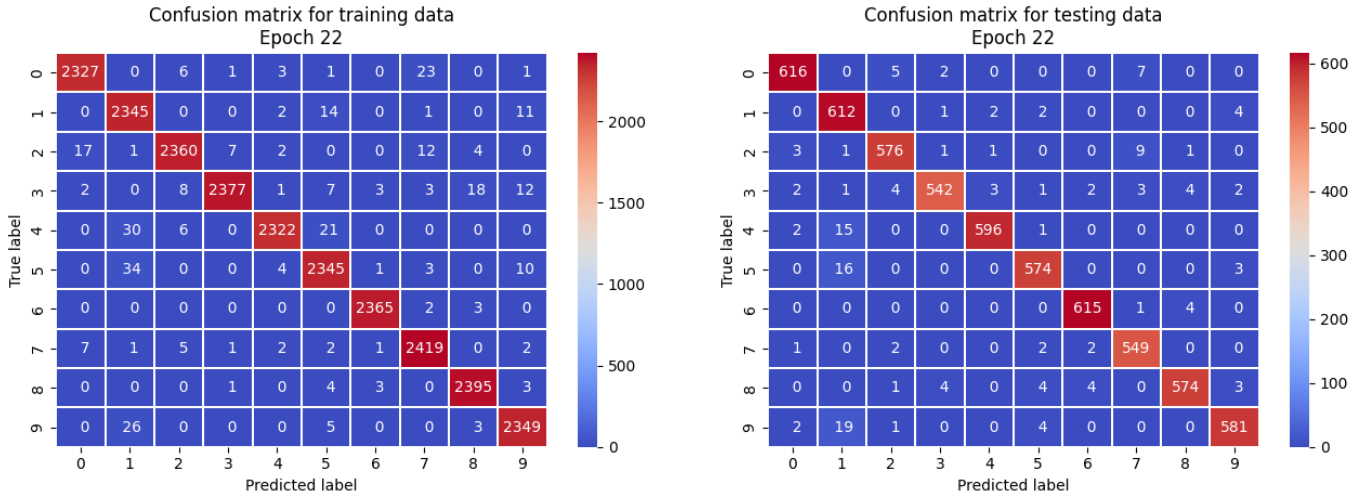 Confusion matrix for training data
Epoch 22
0 2327 0 6 1 3 1 0 23 0 1
1 0 2345 0 0 2 14 0 1 0 11
2 17 1 2360 7 2 0 0 12 4 0
3 2 0 8 2377 1 7 3 3 18 12
4 0 30 6 0 2322 21 0 0 0 0
5 0 34 0 0 4 2345 1 3 0 10
6 0 0 0 0 0 0 2365 2 3 0
7 7 1 5 1 2 2 1 2419 0 2
8 0 0 0 1 0 4 3 0 2395 3
9 0 26 0 0 0 5 0 0 3 2349
0 1 2 3 4 5 6 7 8 9
True label
Predicted label
2000
1500
1000
500
0
Confusion matrix for testing data
Epoch 22
0 616 0 5 2 0 0 0 7 0 0
1 0 612 0 1 2 2 0 0 0 4
2 3 1 576 1 1 0 0 9 1 0
3 2 1 4 542 3 1 2 3 4 2
4 2 15 0 0 596 1 0 0 0 0
5 0 16 0 0 0 574 0 0 0 3
6 0 0 0 0 0 0 615 1 4 0
7 1 0 2 0 0 2 2 549 0 0
8 0 0 1 4 0 4 4 0 574 3
9 2 19 1 0 0 4 0 0 0 581
0 1 2 3 4 5 6 7 8 9
True label
Predicted label
600
500
400
300
200
100
0